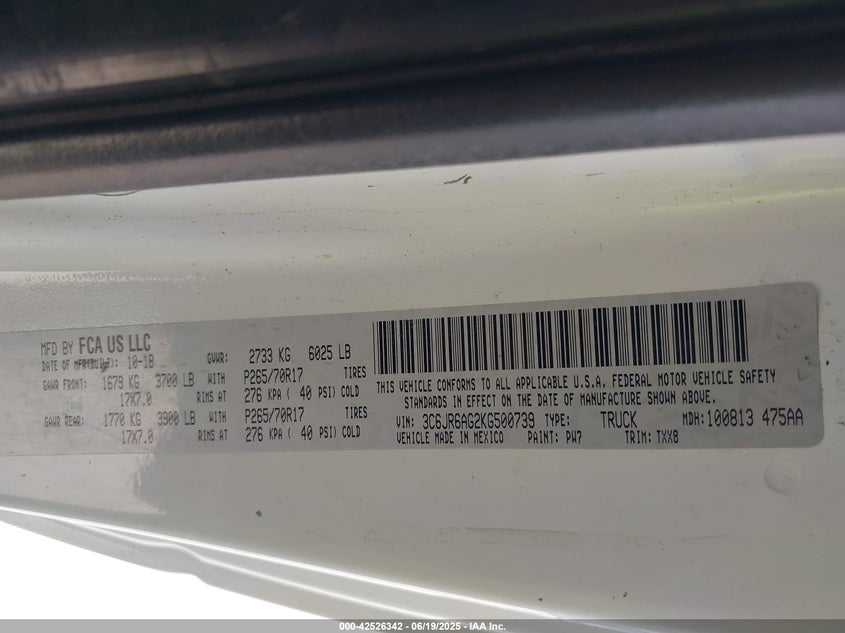 MFD BY FCA US LLC
DATE OF MFR(BUILT): 10-18 GVWR: 2733 KG 6025 LB
GAWR FRONT: 1679 KG 3700 LB WITH P265/70R17 TIRES
17X7.0 RIMS AT 276 KPA ( 40 PSI) COLD
GAWR REAR: 1770 KG 3900 LB WITH P265/70R17 TIRES
17X7.0 RIMS AT 276 KPA ( 40 PSI) COLD
THIS VEHICLE CONFORMS TO ALL APPLICABLE U.S.A. FEDERAL MOTOR VEHICLE SAFETY
STANDARDS IN EFFECT ON THE DATE OF MANUFACTURE SHOWN ABOVE.
VIN: 3C6JR6AG2KG500739 TYPE: TRUCK MDH: 100813 475AA
VEHICLE MADE IN MEXICO PAINT: PW7 TRIM: TXX8
000-42526342 - 06/19/2025 - IAA Inc.